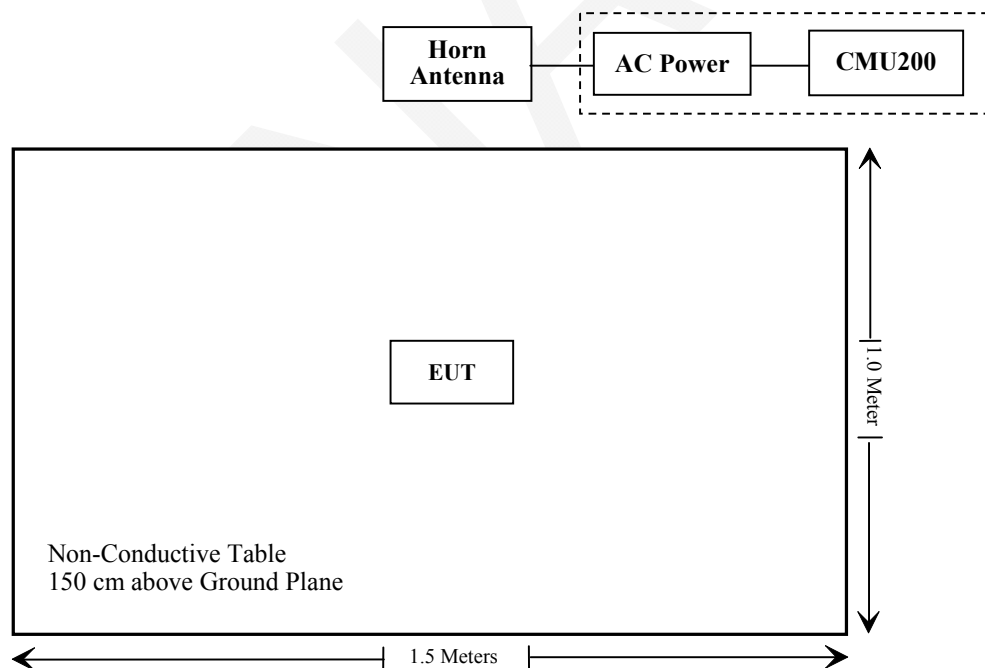 Horn
Antenna
AC Power
CMU200
EUT
1.0 Meter
Non-Conductive Table
150 cm above Ground Plane
1.5 Meters